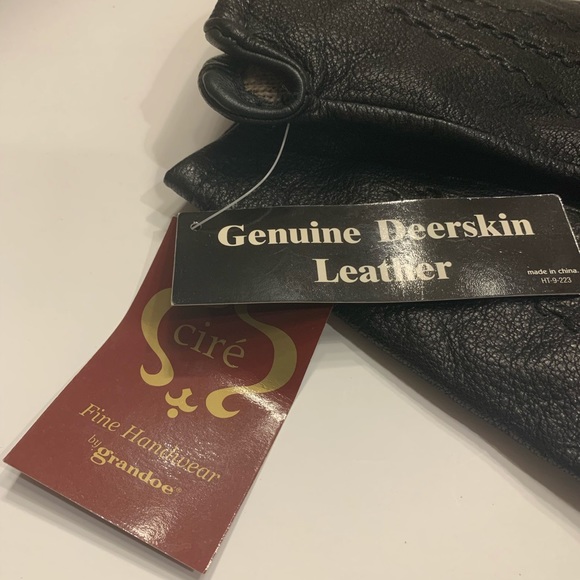 Genuine Deerskin
Leather
made in china.
HT-9-223
ciré
Fine Handwear
by
grandoe®